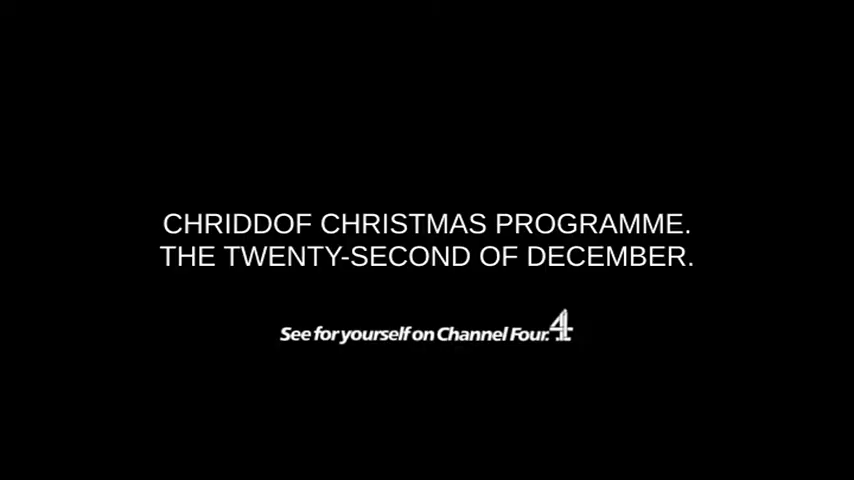 CHRIDDOF CHRISTMAS PROGRAMME.
THE TWENTY-SECOND OF DECEMBER.
See for yourself on Channel Four. 4